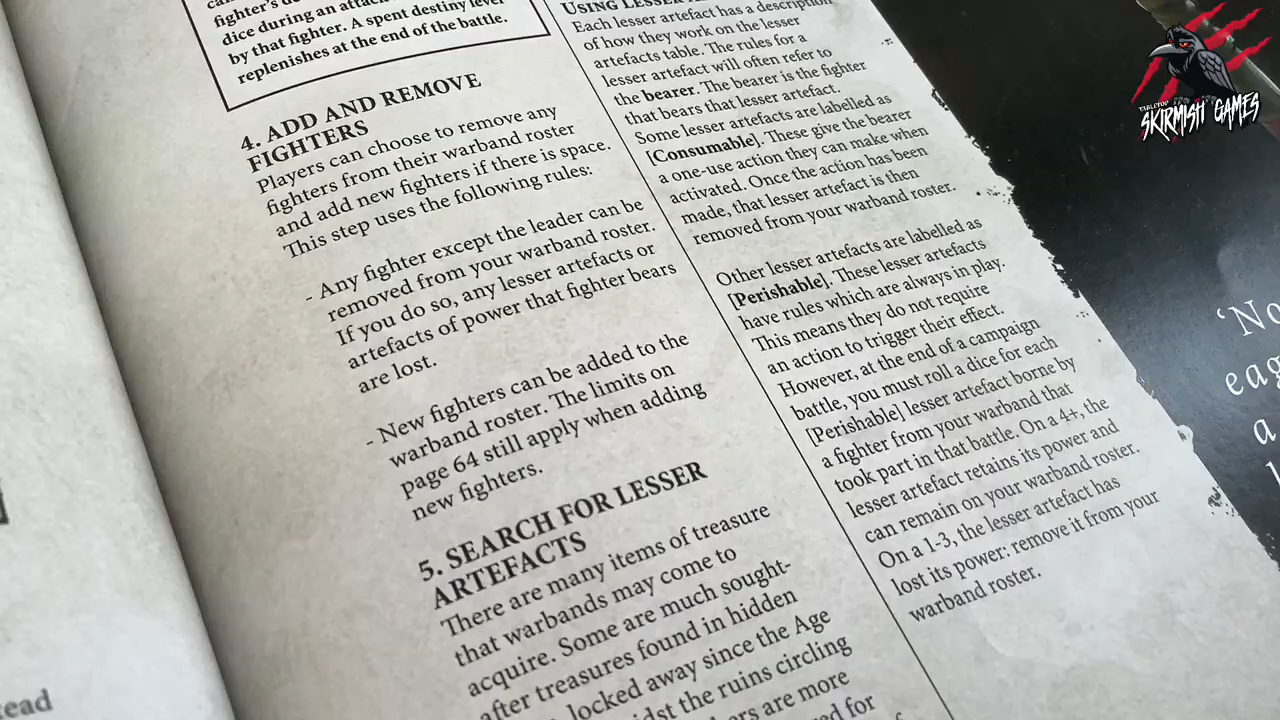 fighter's
dice during an attack
by that fighter. A spent destiny level
replenishes at the end of the battle.
4. ADD AND REMOVE
FIGHTERS
Players can choose to remove any
fighters from their warband roster
and add new fighters if there is space.
This step uses the following rules:
- Any fighter except the leader can be
removed from your warband roster.
If you do so, any lesser artefacts or
artefacts of power that fighter bears
are lost.
- New fighters can be added to the
warband roster. The limits on
page 64 still apply when adding
new fighters.
5. SEARCH FOR LESSER
ARTEFACTS
There are many items of treasure
that warbands may come to
acquire. Some are much sought-
after treasures found in hidden
locked away since the Age
the ruins circling
are more
for
USING LESSER
Each lesser artefact has a description
of how they work on the lesser
artefacts table. The rules for a
lesser artefact will often refer to
the bearer. The bearer is the fighter
that bears that lesser artefact.
Some lesser artefacts are labelled as
[Consumable]. These give the bearer
a one-use action they can make when
activated. Once the action has been
made, that lesser artefact is then
removed from your warband roster.
Other lesser artefacts are labelled as
[Perishable]. These lesser artefacts
have rules which are always in play.
This means they do not require
an action to trigger their effect.
However, at the end of a campaign
battle, you must roll a dice for each
[Perishable] lesser artefact borne by
a fighter from your warband that
took part in that battle. On a 4+, the
lesser artefact retains its power and
can remain on your warband roster.
On a 1-3, the lesser artefact has
lost its power: remove it from your
warband roster.
‘No
eag
a
TABLETOP
SKIRMISH GAMES